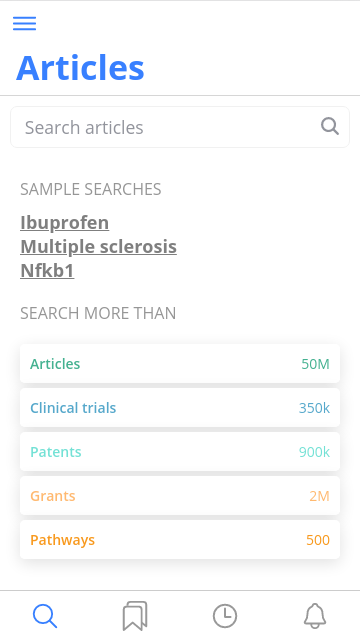 Articles
Search articles
SAMPLE SEARCHES
Ibuprofen
Multiple sclerosis
Nfkb1
SEARCH MORE THAN
Articles 50M
Clinical trials 350k
Patents 900k
Grants 2M
Pathways 500